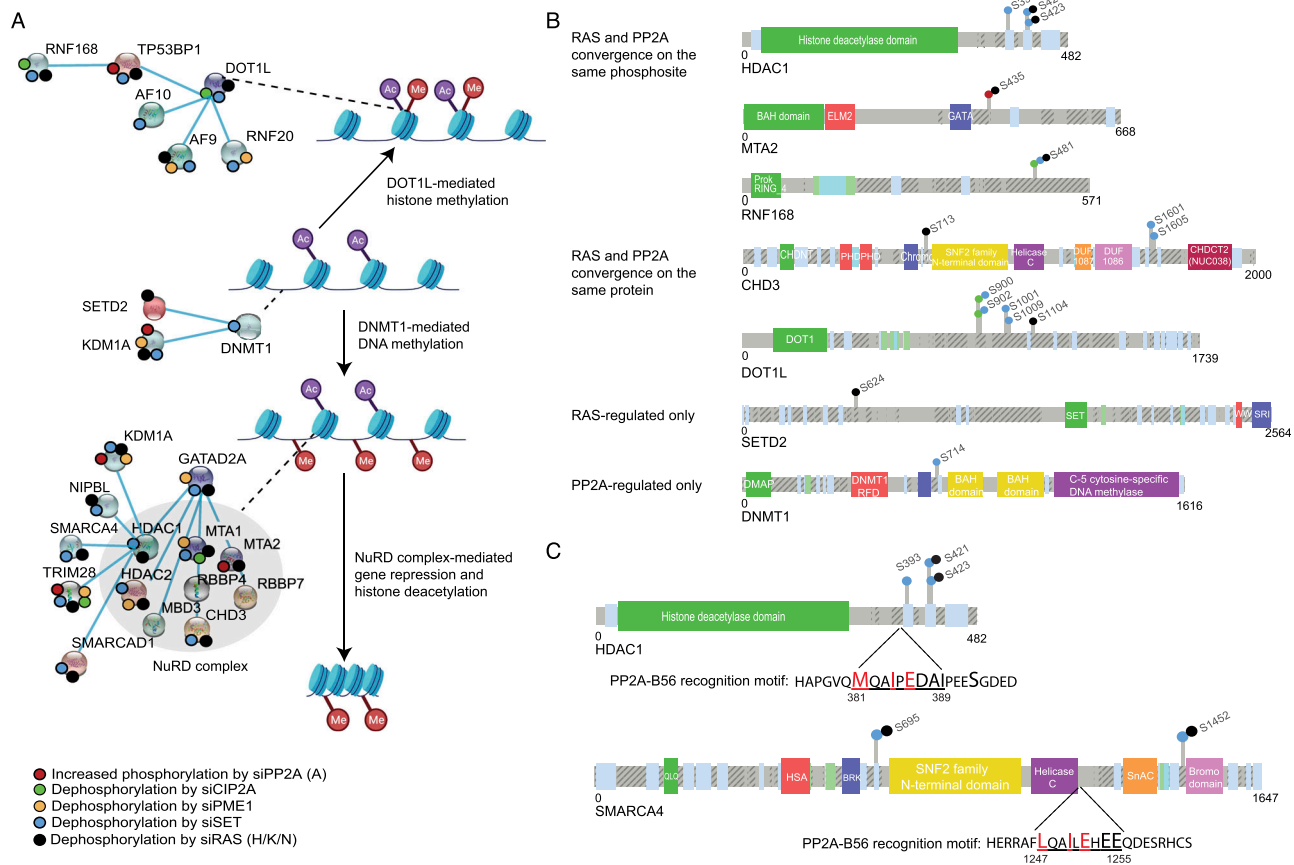 A
RNF168
TP53BP1
DOT1L
AF10
AF9
RNF20
Ac
Me
Ac
Me
DOT1L-mediated
histone methylation
Ac
Ac
SETD2
KDM1A
DNMT1
DNMT1-mediated
DNA methylation
Ac
Ac
Me
Me
KDM1A
GATAD2A
NIPBL
SMARCA4
HDAC1
MTA1
MTA2
TRIM28
HDAC2
RBBP4
RBBP7
MBD3
CHD3
SMARCAD1
NuRD complex
NuRD complex-mediated
gene repression and
histone deacetylation
Me
Me
Increased phosphorylation by siPP2A (A)
Dephosphorylation by siCIP2A
Dephosphorylation by siPME1
Dephosphorylation by siSET
Dephosphorylation by siRAS (H/K/N)
B
RAS and PP2A
convergence on the
same phosphosite
S423
Histone deacetylase domain
0
482
HDAC1
S435
BAH domain
ELM2
GATA
0
668
MTA2
S481
Prok
RING_4
0
571
RNF168
RAS and PP2A
convergence on the
same protein
S713
S1601
S1605
CHDNT
PHD
PHD
Chromo
SNF2 family
N-terminal domain
Helicase
C
DUF
1087
DUF
1086
CHDCT2
(NUC038)
0
2000
CHD3
S900
S902
S1001
S1009
S1104
DOT1
0
1739
DOT1L
RAS-regulated only
S624
SET
WW
SRI
0
2564
SETD2
PP2A-regulated only
S714
DMAP
DNMT1
RFD
BAH
domain
BAH
domain
C-5 cytosine-specific
DNA methylase
0
1616
DNMT1
C
S393
S421
S423
Histone deacetylase domain
0
482
HDAC1
PP2A-B56 recognition motif: HAPGVQMQAIPEDAIPEESGDED
381
389
S695
S1452
QLQ
HSA
BRK
SNF2 family
N-terminal domain
Helicase
C
SnAC
Bromo
domain
0
1647
SMARCA4
PP2A-B56 recognition motif: HERRAFLQAILEHEEQDESRHCS
1247
1255